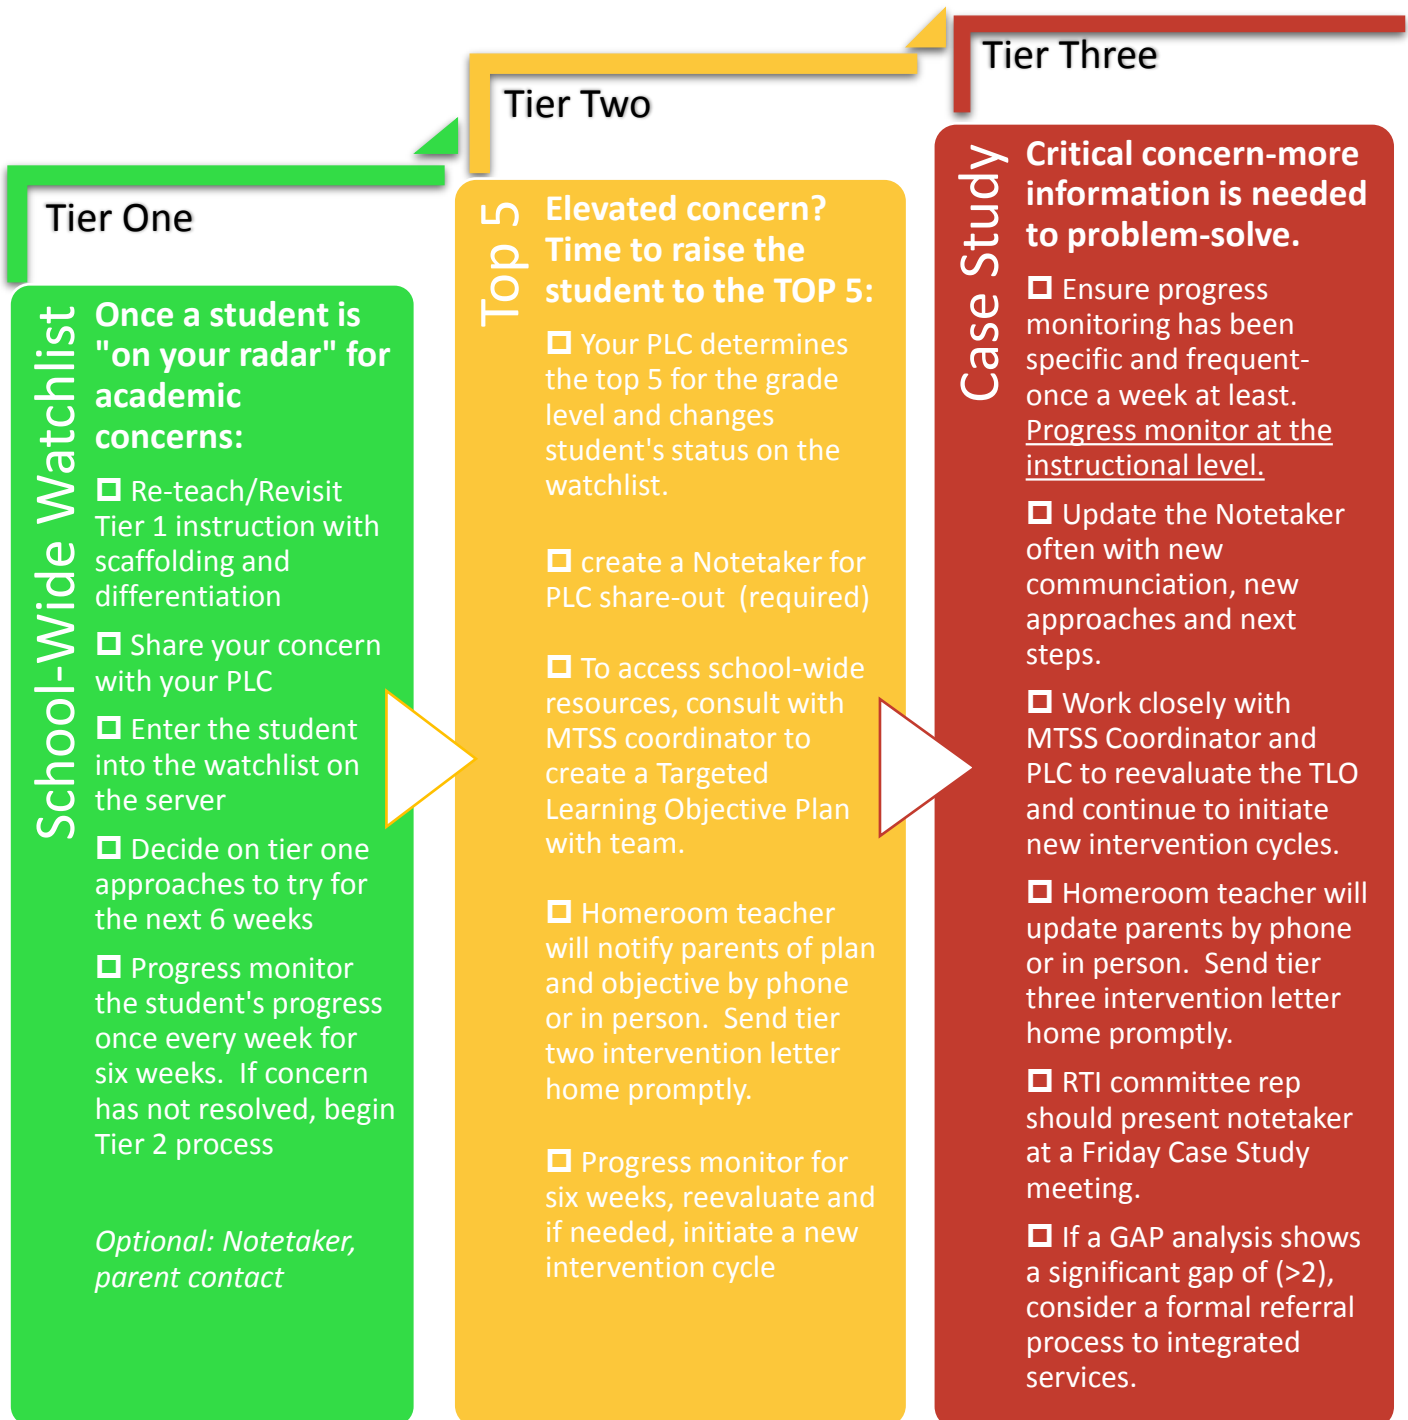 Tier One
School-Wide Watchlist
Once a student is
"on your radar" for
academic
concerns:
Re-teach/Revisit
Tier 1 instruction with
scaffolding and
differentiation
Share your concern
with your PLC
Enter the student
into the watchlist on
the server
Decide on tier one
approaches to try for
the next 6 weeks
Progress monitor
the student's progress
once every week for
six weeks.  If concern
has not resolved, begin
Tier 2 process
Optional: Notetaker,
parent contact
Tier Two
Top 5
Elevated concern?
Time to raise the
student to the TOP 5:
Your PLC determines
the top 5 for the grade
level and changes
student's status on the
watchlist.
create a Notetaker for
PLC share-out  (required)
To access school-wide
resources, consult with
MTSS coordinator to
create a Targeted
Learning Objective Plan
with team.
Homeroom teacher
will notify parents of plan
and objective by phone
or in person.  Send tier
two intervention letter
home promptly.
Progress monitor for
six weeks, reevaluate and
if needed, initiate a new
intervention cycle
Tier Three
Case Study
Critical concern-more
information is needed
to problem-solve.
Ensure progress
monitoring has been
specific and frequent-
once a week at least.
Progress monitor at the
instructional level.
Update the Notetaker
often with new
communciation, new
approaches and next
steps.
Work closely with
MTSS Coordinator and
PLC to reevaluate the TLO
and continue to initiate
new intervention cycles.
Homeroom teacher will
update parents by phone
or in person.  Send tier
three intervention letter
home promptly.
RTI committee rep
should present notetaker
at a Friday Case Study
meeting.
If a GAP analysis shows
a significant gap of (>2),
consider a formal referral
process to integrated
services.